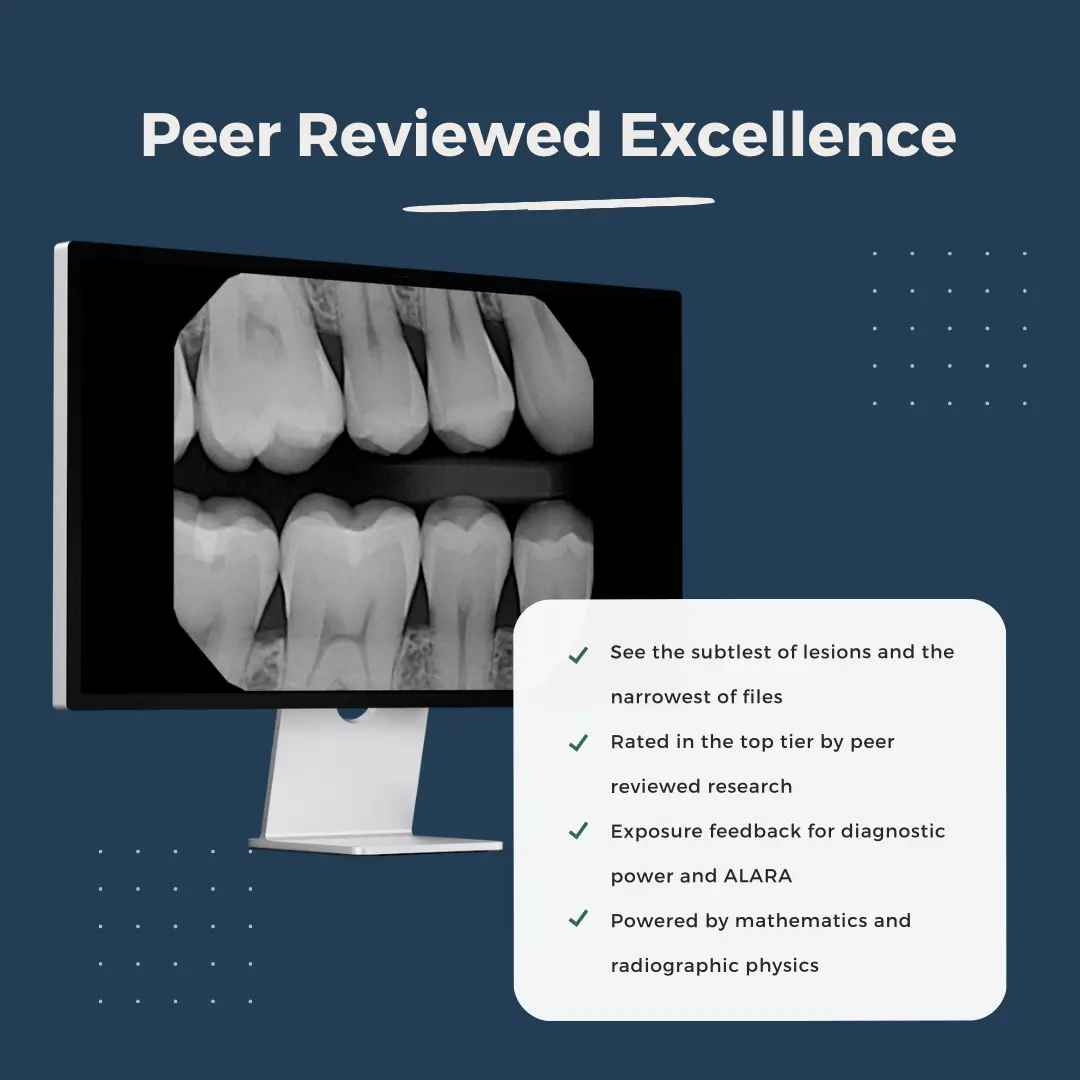 Peer Reviewed Excellence
See the subtlest of lesions and the
narrowest of files
Rated in the top tier by peer
reviewed research
Exposure feedback for diagnostic
power and ALARA
Powered by mathematics and
radiographic physics